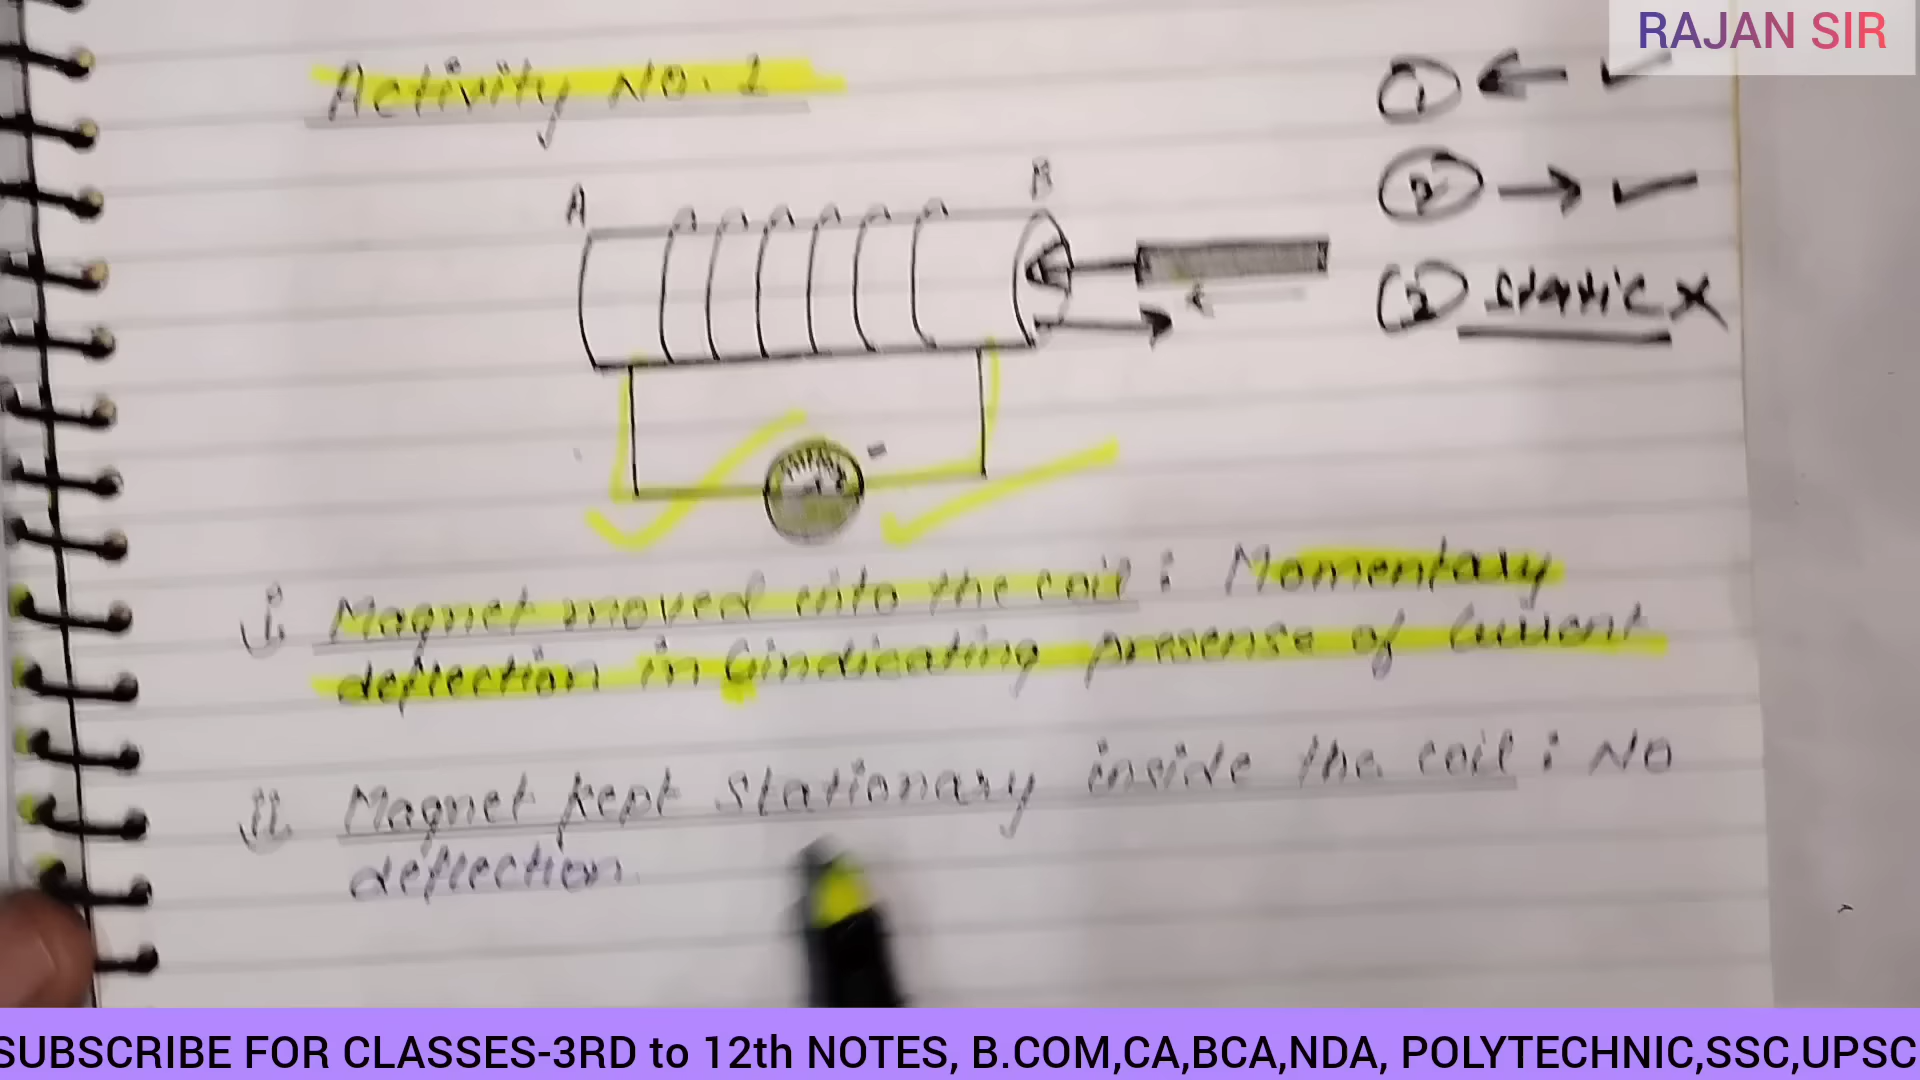 RAJAN SIR
Activity No. 1
A
B
1 ← ✓
2 → ✓
static x
i. Magnet moved into the coil : Momentary
deflection in G indicating presense of Current
ii. Magnet kept stationary inside the coil : No
deflection
SUBSCRIBE FOR CLASSES-3RD to 12th NOTES, B.COM,CA,BCA,NDA, POLYTECHNIC,SSC,UPSC